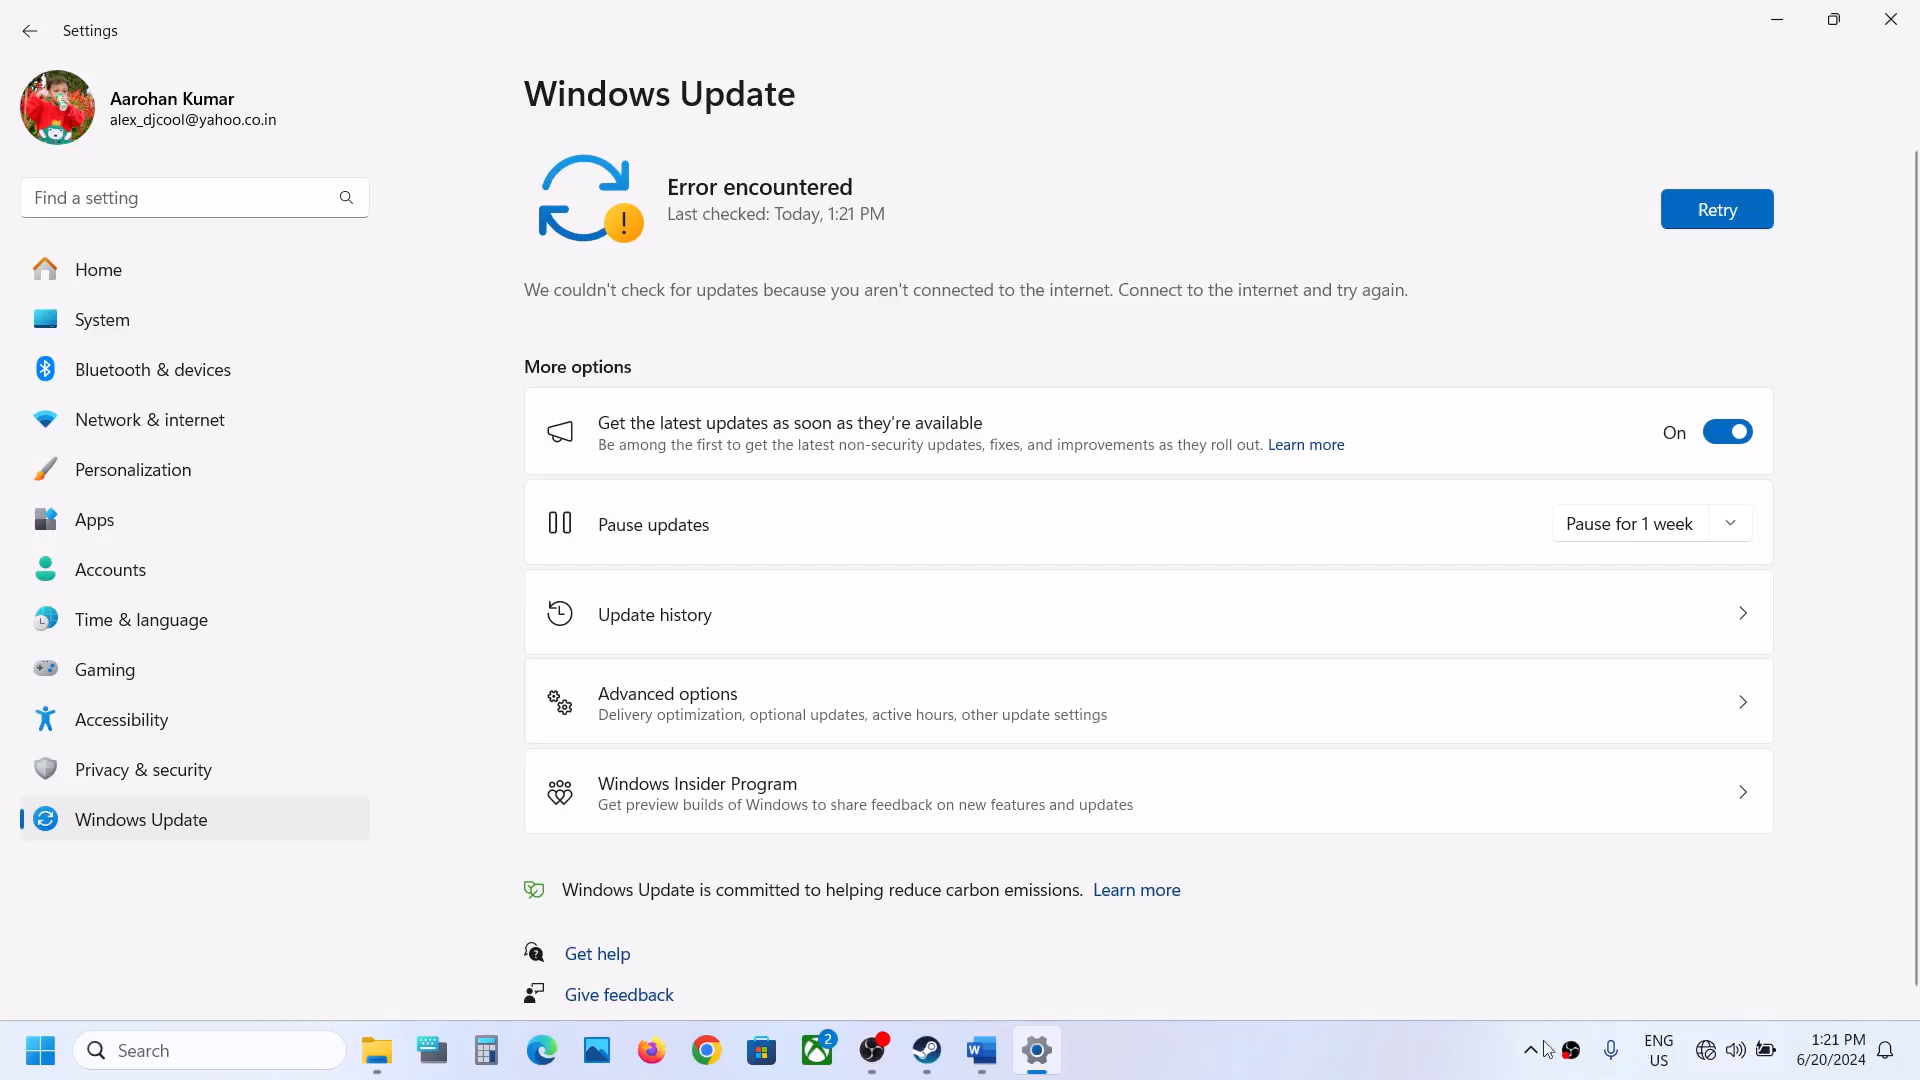 Settings
Aarohan Kumar
alex_djcool@yahoo.co.in
Find a setting
Home
System
Bluetooth & devices
Network & internet
Personalization
Apps
Accounts
Time & language
Gaming
Accessibility
Privacy & security
Windows Update
Windows Update
Error encountered
Last checked: Today, 1:21 PM
Retry
We couldn't check for updates because you aren't connected to the internet. Connect to the internet and try again.
More options
Get the latest updates as soon as they're available
Be among the first to get the latest non-security updates, fixes, and improvements as they roll out. Learn more
On
Pause updates
Pause for 1 week
Update history
Advanced options
Delivery optimization, optional updates, active hours, other update settings
Windows Insider Program
Get preview builds of Windows to share feedback on new features and updates
Windows Update is committed to helping reduce carbon emissions. Learn more
Get help
Give feedback
Search
2
ENG
US
1:21 PM
6/20/2024